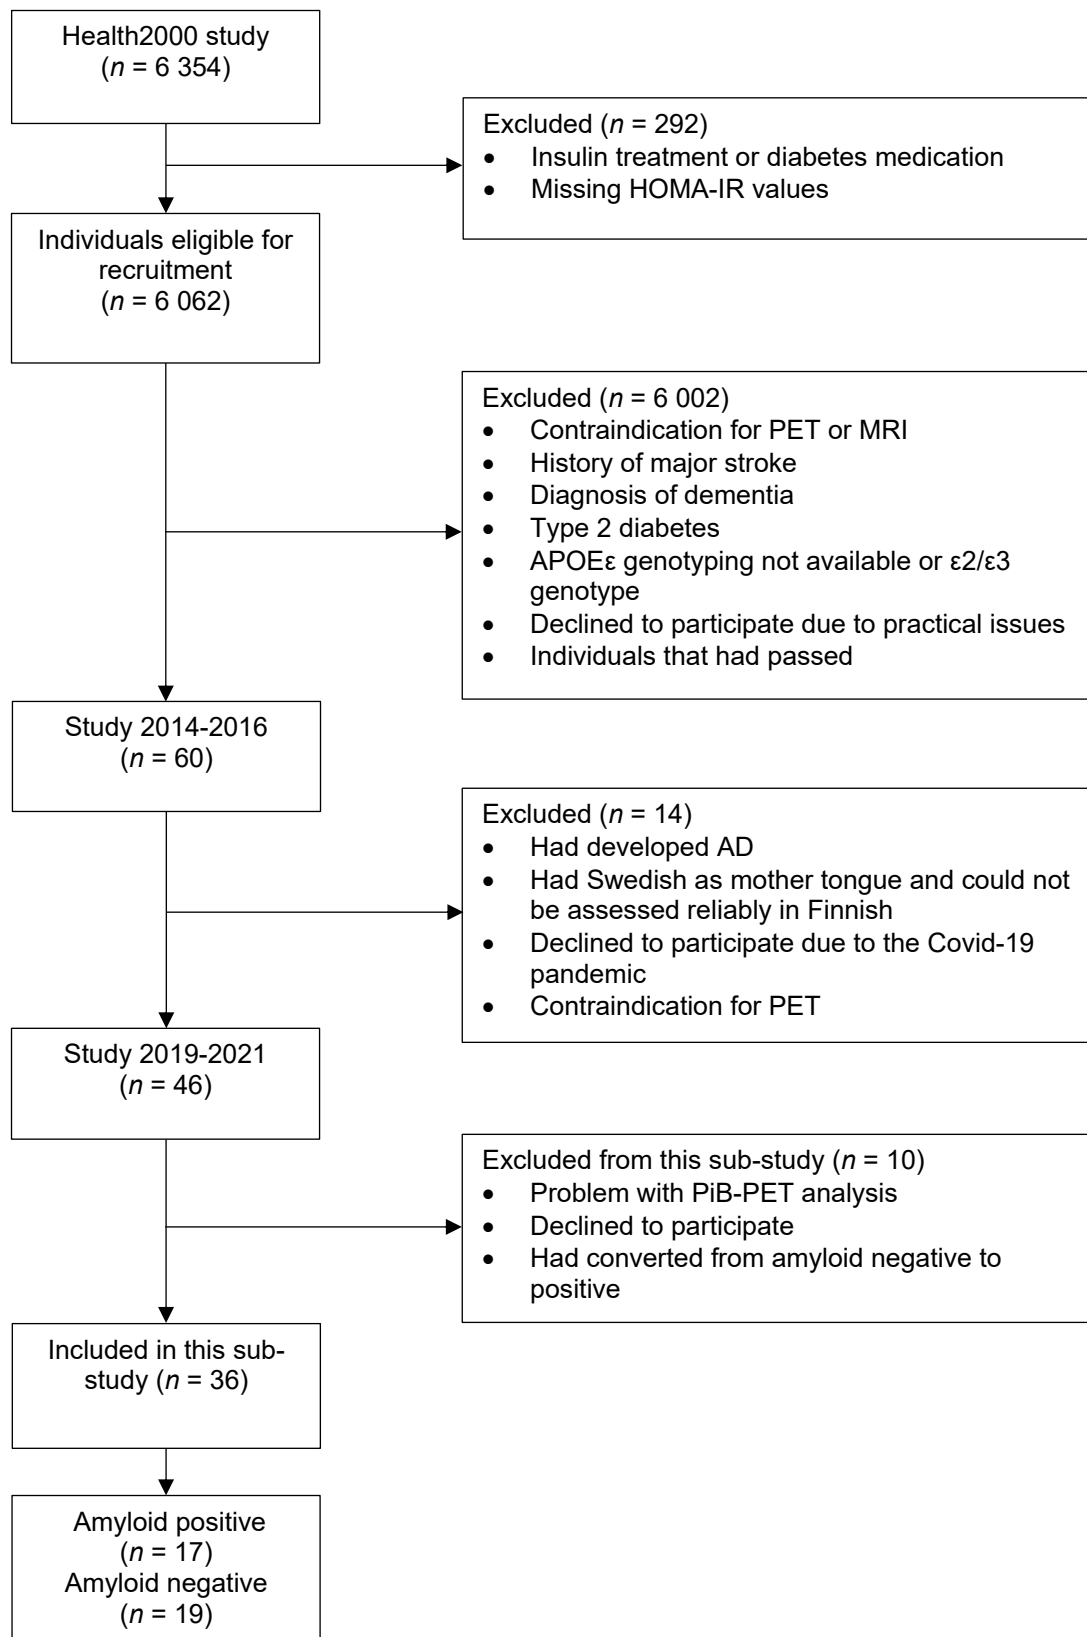 Health2000 study
(n = 6 354)
Excluded (n = 292)
• Insulin treatment or diabetes medication
• Missing HOMA-IR values
Individuals eligible for
recruitment
(n = 6 062)
Excluded (n = 6 002)
• Contraindication for PET or MRI
• History of major stroke
• Diagnosis of dementia
• Type 2 diabetes
• APOEε genotyping not available or ε2/ε3
genotype
• Declined to participate due to practical issues
• Individuals that had passed
Study 2014-2016
(n = 60)
Excluded (n = 14)
• Had developed AD
• Had Swedish as mother tongue and could not
be assessed reliably in Finnish
• Declined to participate due to the Covid-19
pandemic
• Contraindication for PET
Study 2019-2021
(n = 46)
Excluded from this sub-study (n = 10)
• Problem with PiB-PET analysis
• Declined to participate
• Had converted from amyloid negative to
positive
Included in this sub-
study (n = 36)
Amyloid positive
(n = 17)
Amyloid negative
(n = 19)